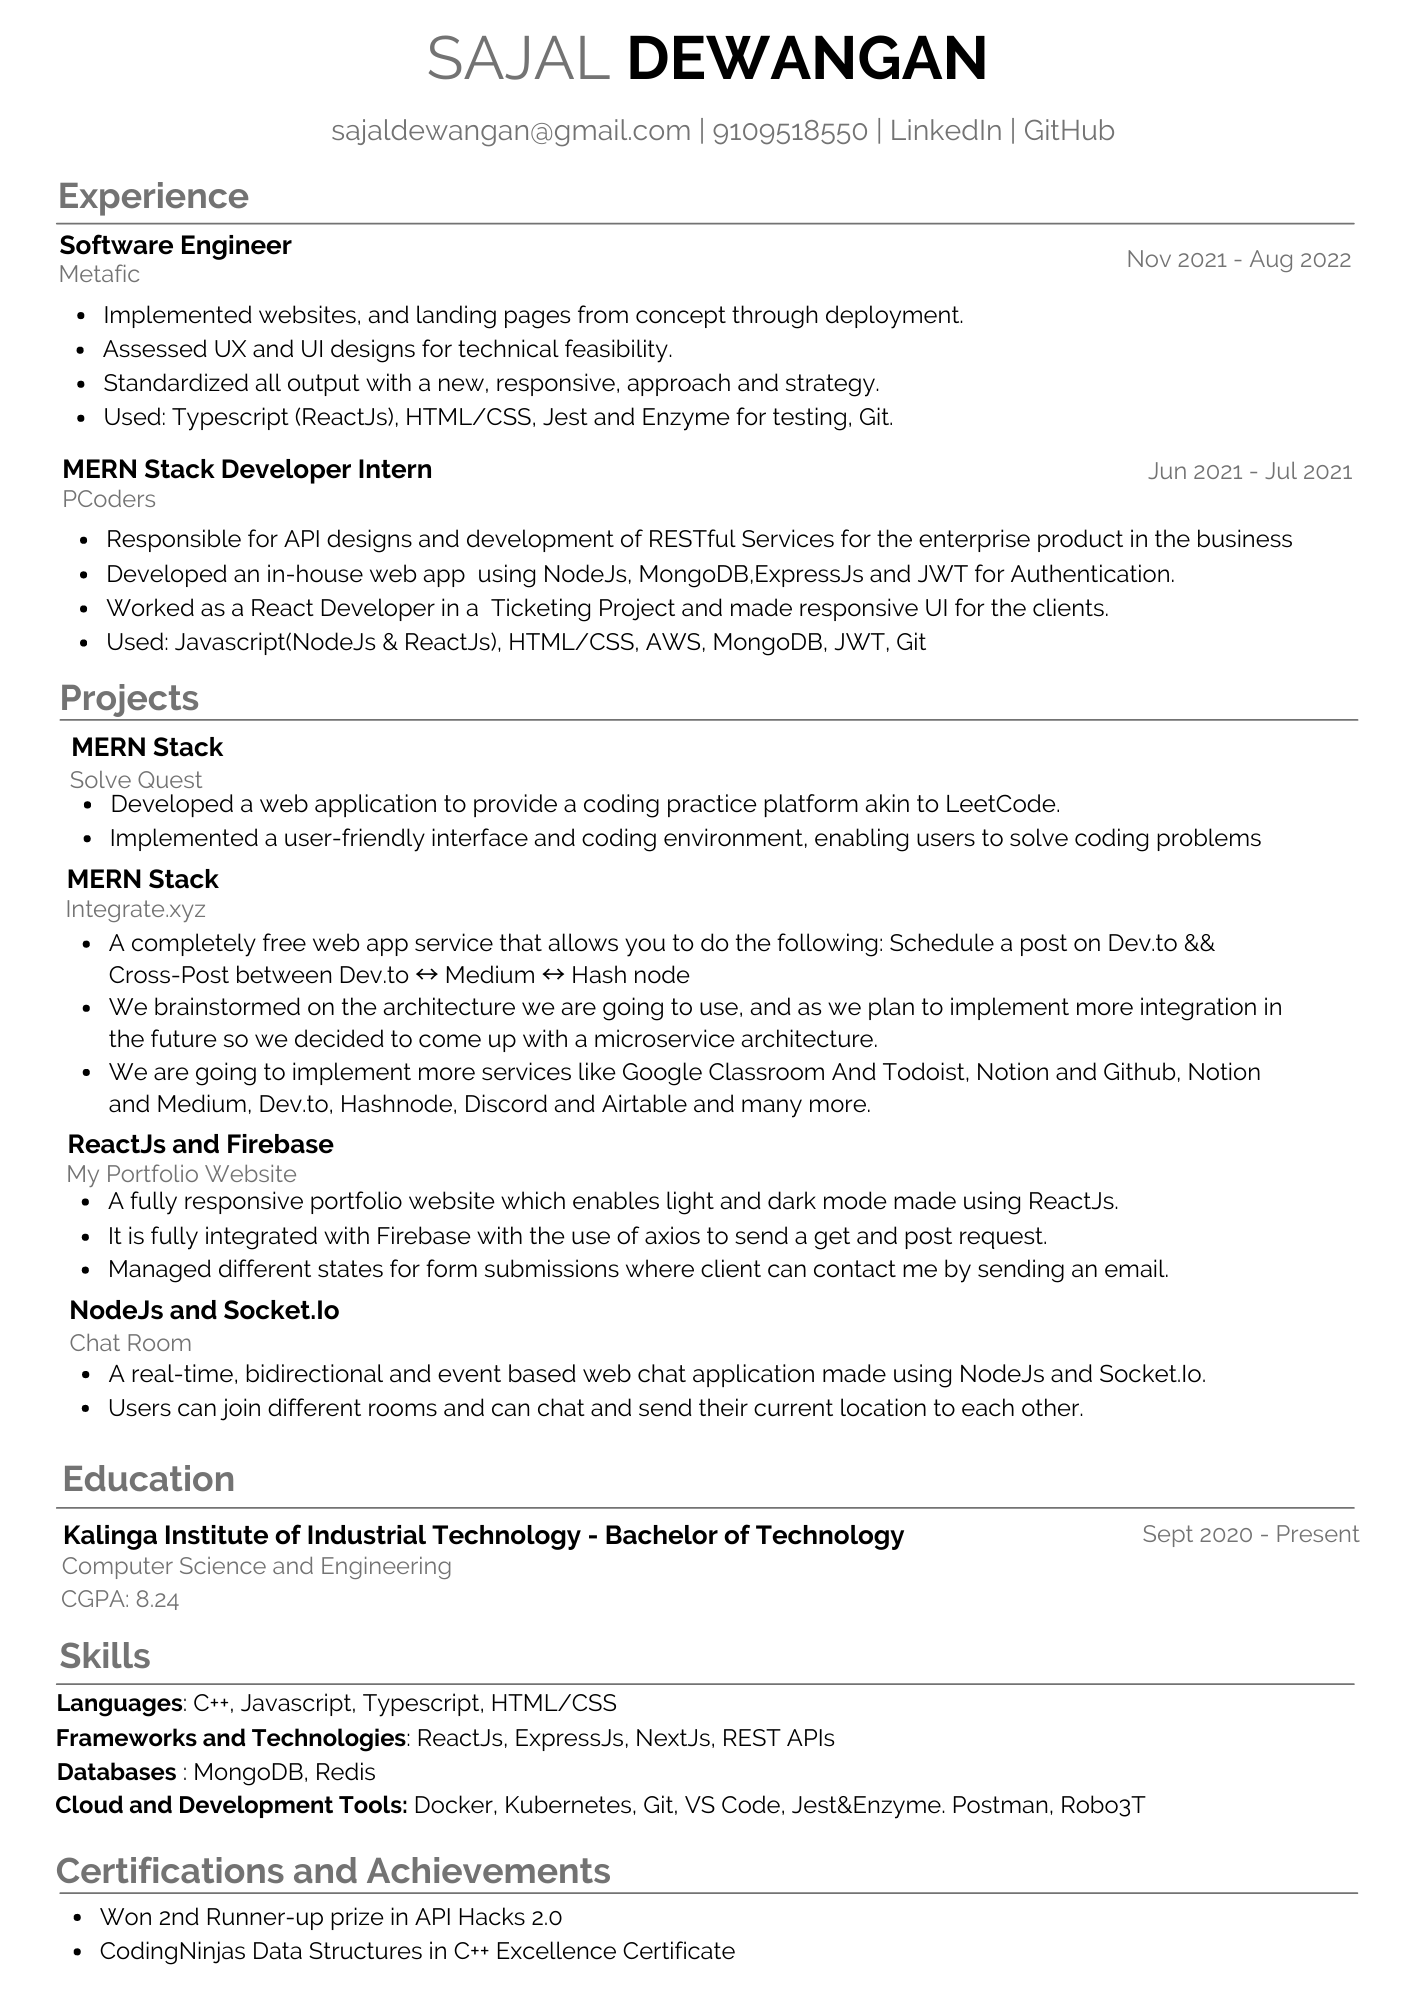 SAJAL DEWANGAN
sajaldewangan@gmail.com | 9109518550 | LinkedIn | GitHub
Experience
Software Engineer
Metafic
Nov 2021 - Aug 2022
• Implemented websites, and landing pages from concept through deployment.
• Assessed UX and UI designs for technical feasibility.
• Standardized all output with a new, responsive, approach and strategy.
• Used: Typescript (ReactJs), HTML/CSS, Jest and Enzyme for testing, Git.
MERN Stack Developer Intern
PCoders
Jun 2021 - Jul 2021
• Responsible for API designs and development of RESTful Services for the enterprise product in the business
• Developed an in-house web app  using NodeJs, MongoDB,ExpressJs and JWT for Authentication.
• Worked as a React Developer in a  Ticketing Project and made responsive UI for the clients.
• Used: Javascript(NodeJs & ReactJs), HTML/CSS, AWS, MongoDB, JWT, Git
Projects
MERN Stack
Solve Quest
• Developed a web application to provide a coding practice platform akin to LeetCode.
• Implemented a user-friendly interface and coding environment, enabling users to solve coding problems
MERN Stack
Integrate.xyz
• A completely free web app service that allows you to do the following: Schedule a post on Dev.to &&
Cross-Post between Dev.to ↔ Medium ↔ Hash node
• We brainstormed on the architecture we are going to use, and as we plan to implement more integration in
the future so we decided to come up with a microservice architecture.
• We are going to implement more services like Google Classroom And Todoist, Notion and Github, Notion
and Medium, Dev.to, Hashnode, Discord and Airtable and many more.
ReactJs and Firebase
My Portfolio Website
• A fully responsive portfolio website which enables light and dark mode made using ReactJs.
• It is fully integrated with Firebase with the use of axios to send a get and post request.
• Managed different states for form submissions where client can contact me by sending an email.
NodeJs and Socket.Io
Chat Room
• A real-time, bidirectional and event based web chat application made using NodeJs and Socket.Io.
• Users can join different rooms and can chat and send their current location to each other.
Education
Kalinga Institute of Industrial Technology - Bachelor of Technology
Sept 2020 - Present
Computer Science and Engineering
CGPA: 8.24
Skills
Languages: C++, Javascript, Typescript, HTML/CSS
Frameworks and Technologies: ReactJs, ExpressJs, NextJs, REST APIs
Databases : MongoDB, Redis
Cloud and Development Tools: Docker, Kubernetes, Git, VS Code, Jest&Enzyme. Postman, Robo3T
Certifications and Achievements
• Won 2nd Runner-up prize in API Hacks 2.0
• CodingNinjas Data Structures in C++ Excellence Certificate